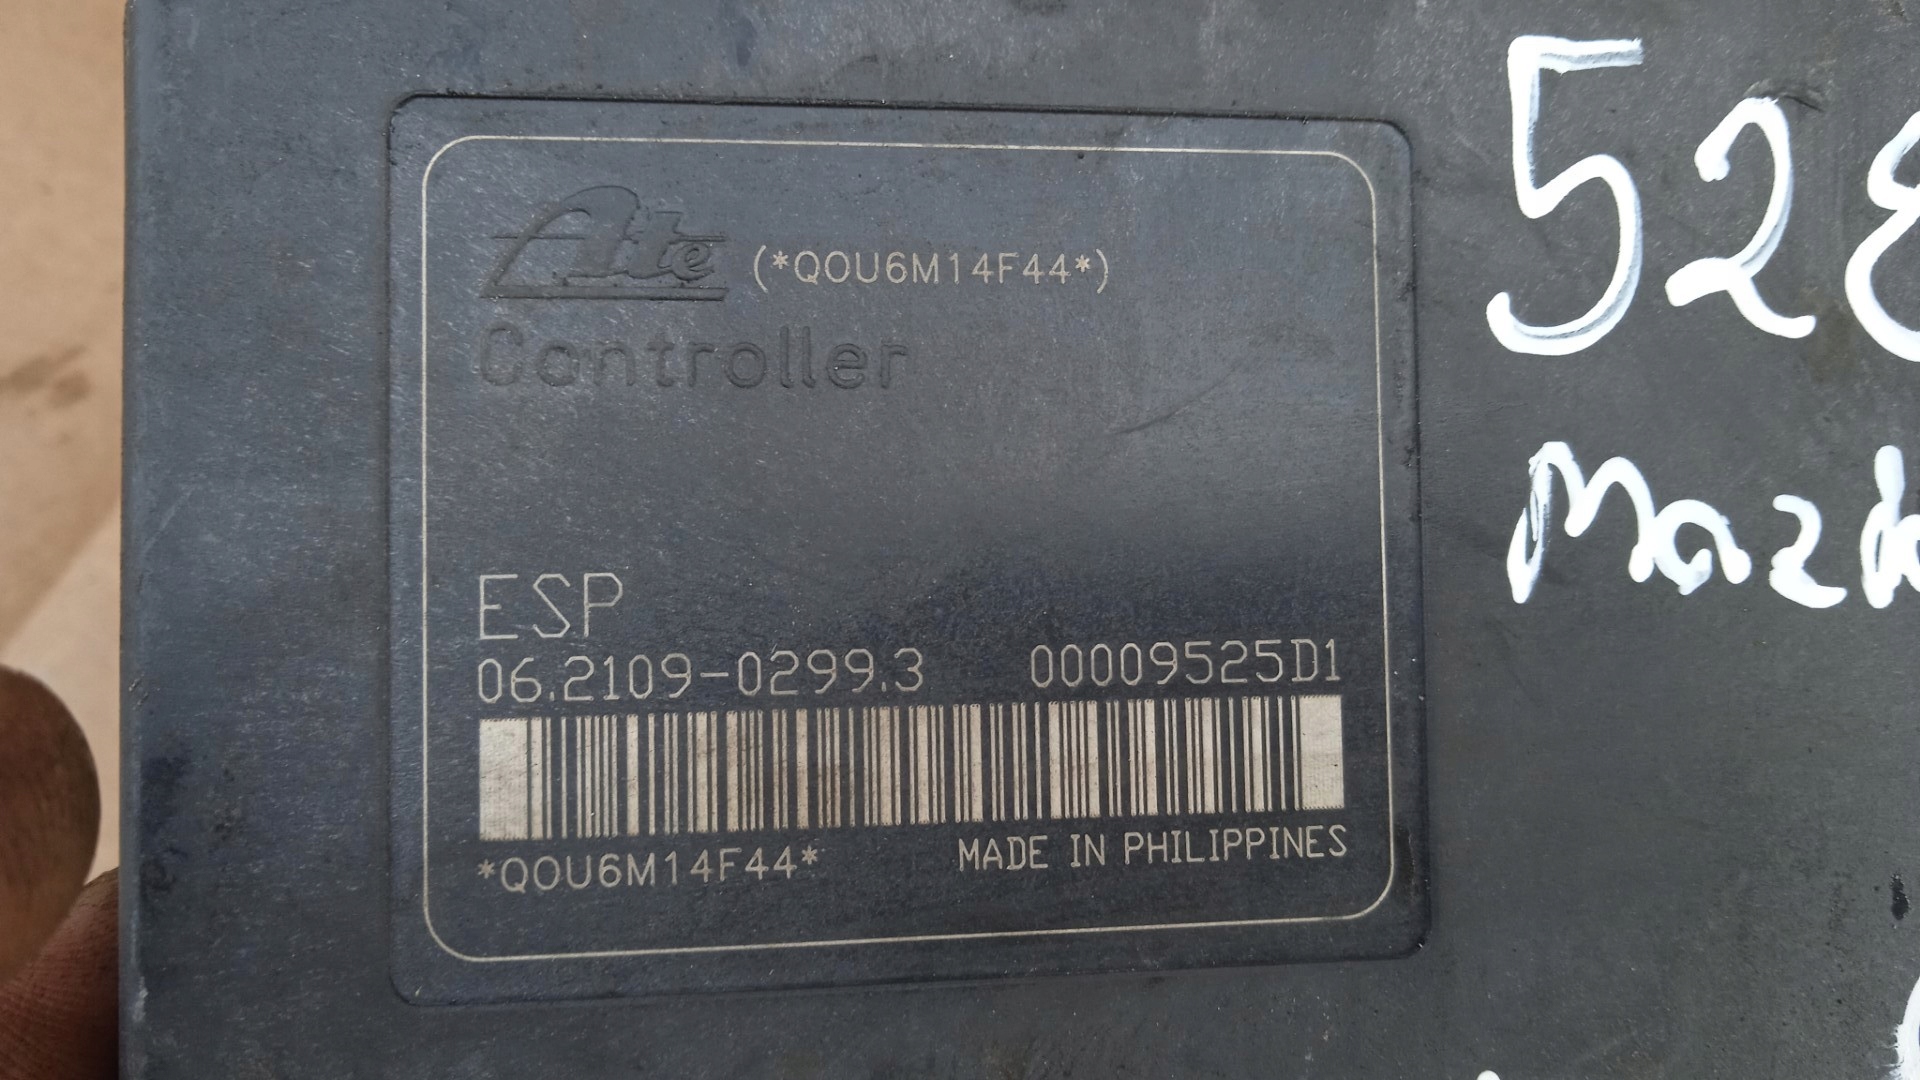 Ate (*QOU6M14F44*)
Controller
ESP
06.2109-0299.3 00009525D1
*QOU6M14F44* MADE IN PHILIPPINES
52